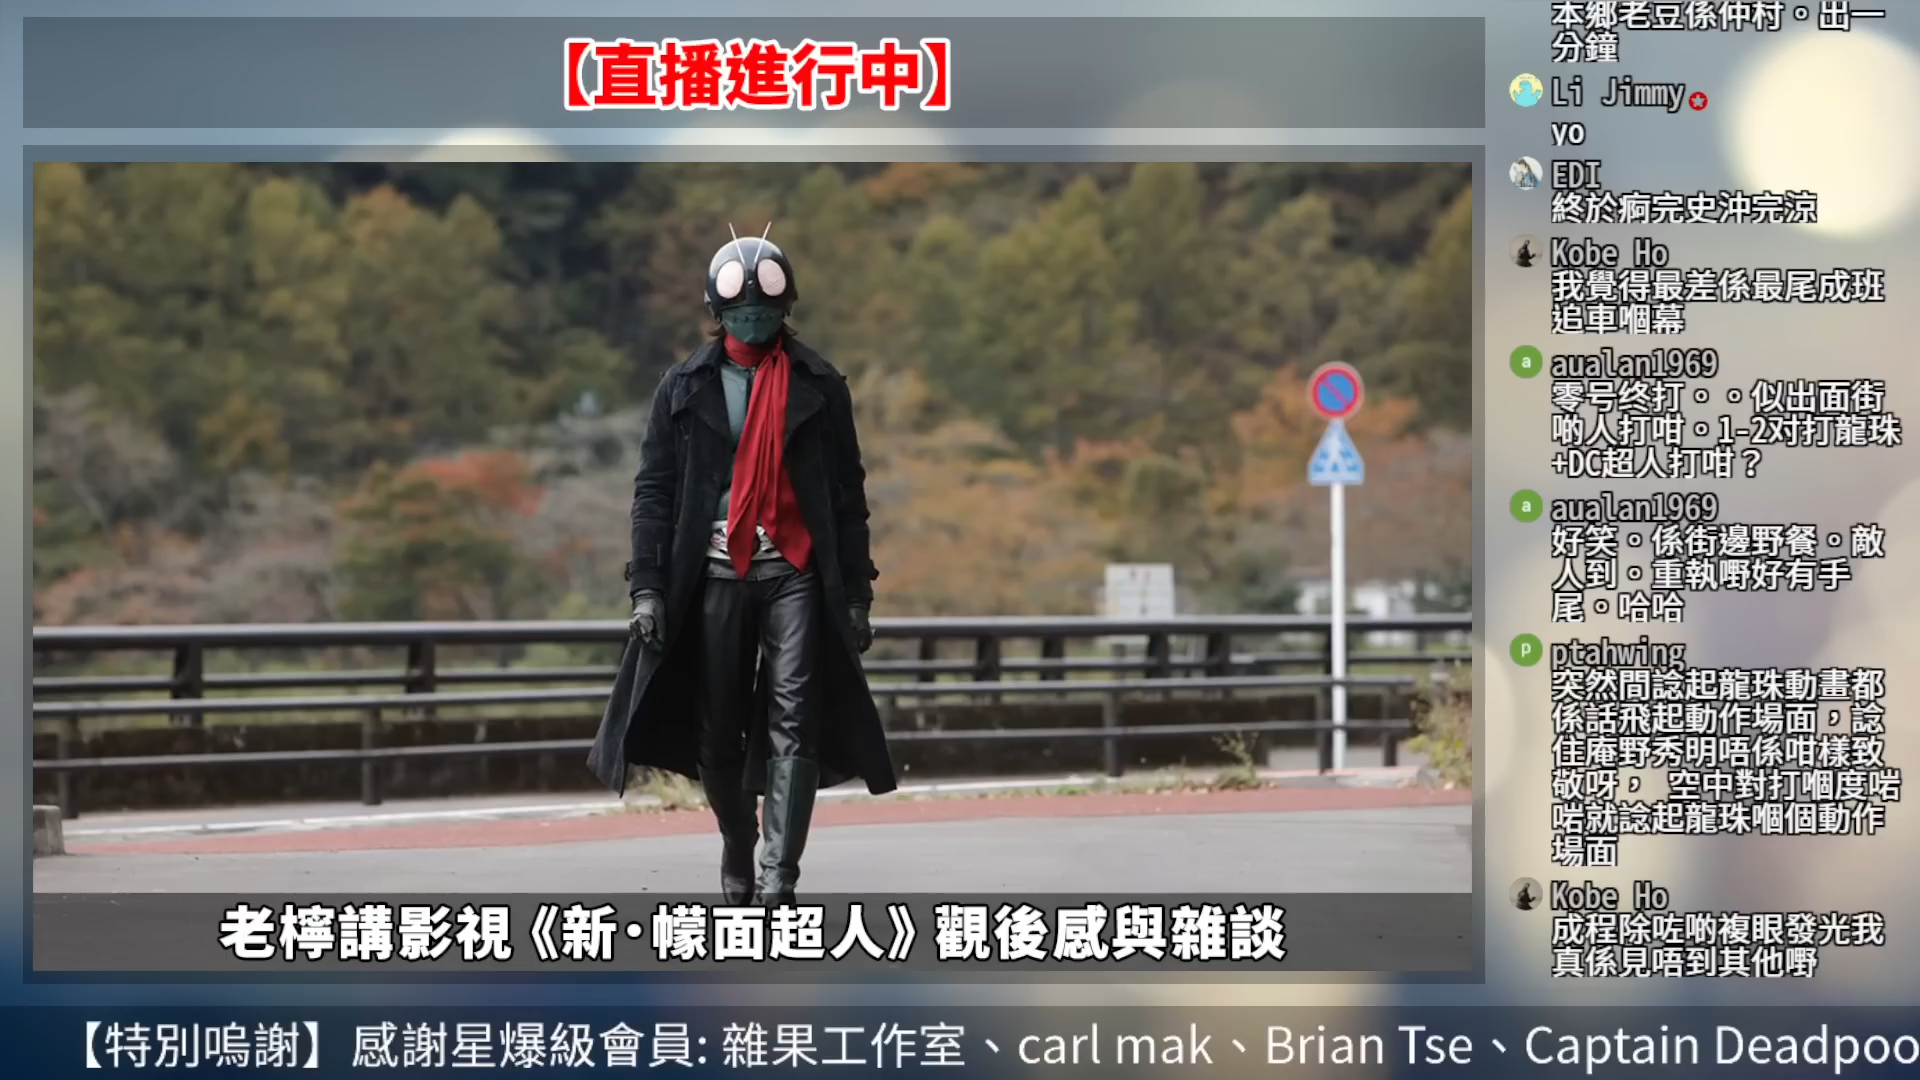 【直播進行中】
老檸講影視《新·幪面超人》觀後感與雜談
本鄉老豆係仲村。出一
分鐘
Li Jimmy
yo
EDI
終於痾完史沖完涼
Kobe Ho
我覺得最差係最尾成班
追車嗰幕
a
aualan1969
零号终打。。似出面街
啲人打咁。1-2对打龍珠
+DC超人打咁？
a
aualan1969
好笑。係街邊野餐。敵
人到。重執嘢好有手
尾。哈哈
p
ptahwing
突然間諗起龍珠動畫都
係話飛起動作場面，諗
住庵野秀明唔係咁樣致
敬呀， 空中對打嗰度啱
啱就諗起龍珠嗰個動作
場面
Kobe Ho
成程除咗啲複眼發光我
真係見唔到其他嘢
【特別嗚謝】 感謝星爆級會員: 雜果工作室、carl mak、Brian Tse、Captain Deadpoo